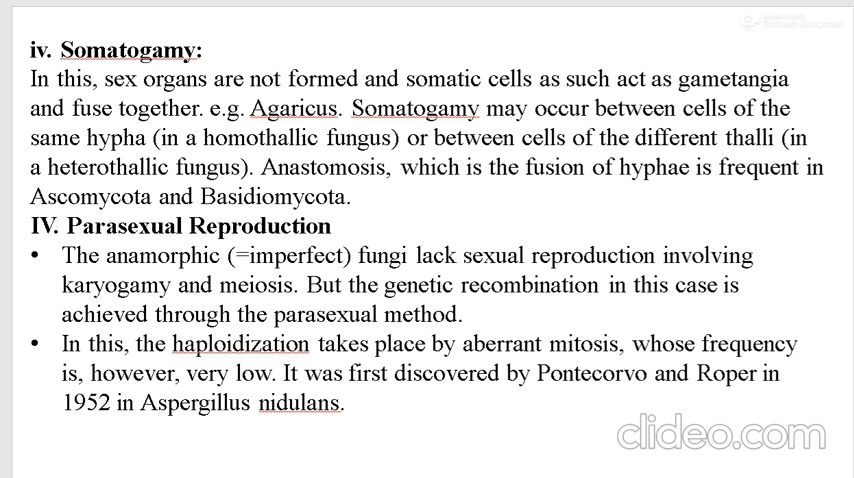 iv. Somatogamy:
In this, sex organs are not formed and somatic cells as such act as gametangia
and fuse together. e.g. Agaricus. Somatogamy may occur between cells of the
same hypha (in a homothallic fungus) or between cells of the different thalli (in
a heterothallic fungus). Anastomosis, which is the fusion of hyphae is frequent in
Ascomycota and Basidiomycota.
IV. Parasexual Reproduction
• The anamorphic (=imperfect) fungi lack sexual reproduction involving
karyogamy and meiosis. But the genetic recombination in this case is
achieved through the parasexual method.
• In this, the haploidization takes place by aberrant mitosis, whose frequency
is, however, very low. It was first discovered by Pontecorvo and Roper in
1952 in Aspergillus nidulans.
clideo.com